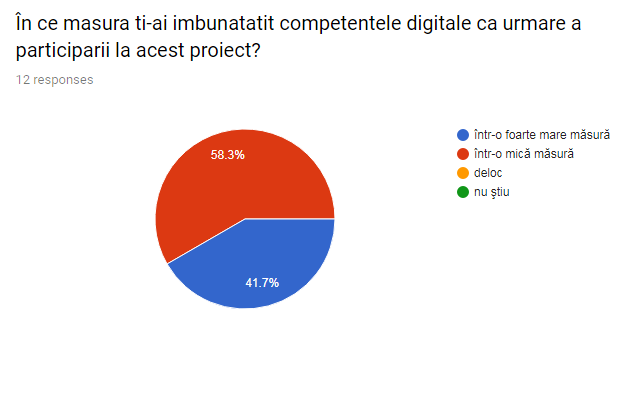 În ce masura ti-ai imbunatatit competentele digitale ca urmare a
participarii la acest proiect?
12 responses
58.3%
41.7%
într-o foarte mare măsură
într-o mică măsură
deloc
nu știu